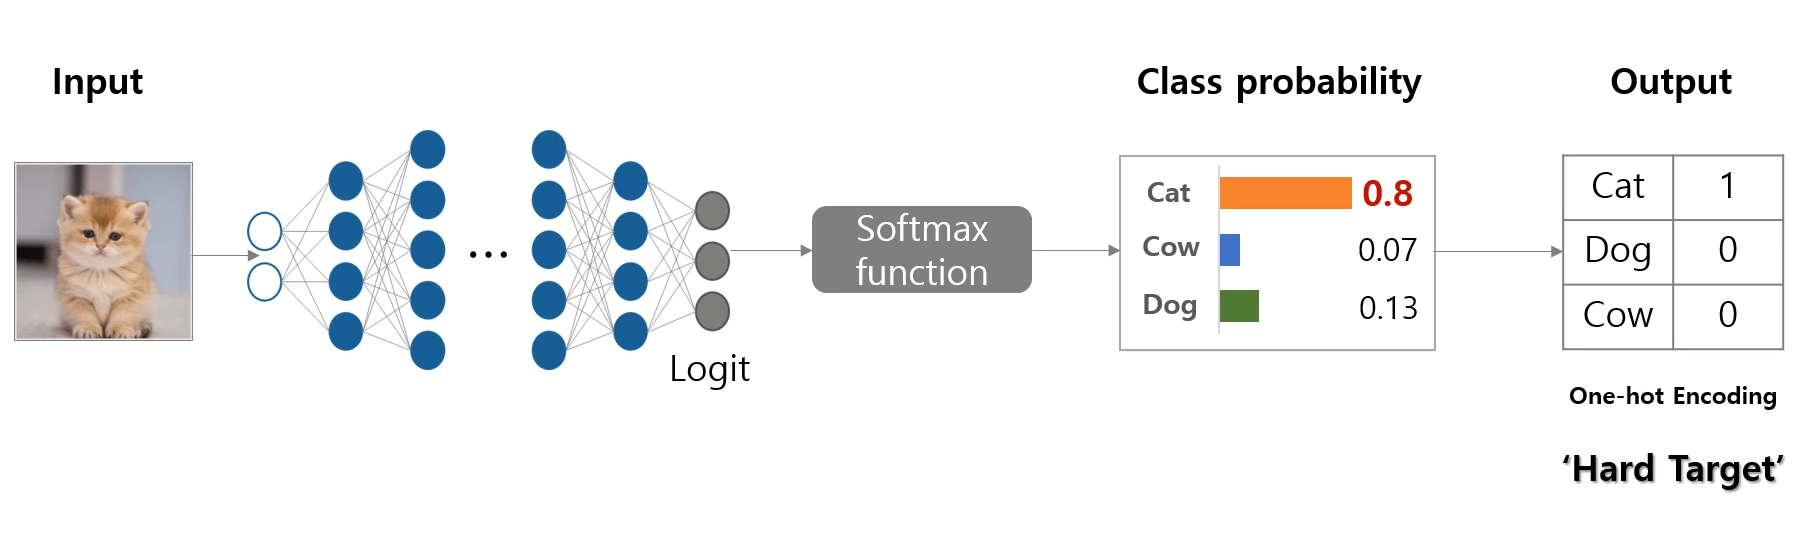 Input
Class probability
Output
Logit
Softmax
function
Cat 0.8
Cow 0.07
Dog 0.13
Cat 1
Dog 0
Cow 0
One-hot Encoding
‘Hard Target’